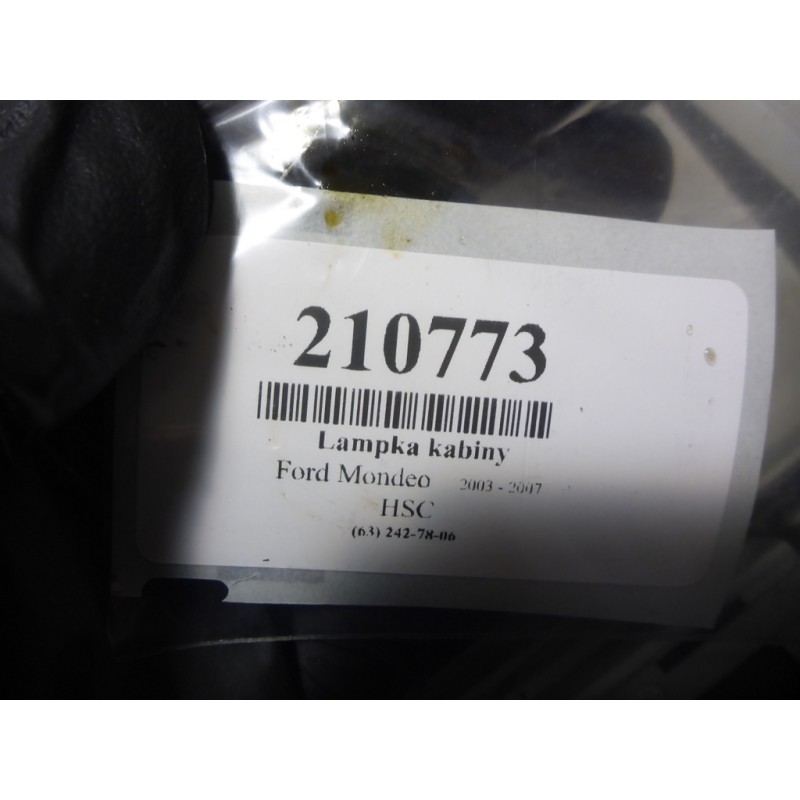 210773
Lampka kabiny
Ford Mondeo 2003 - 2007
HSC
(63) 242-78-06